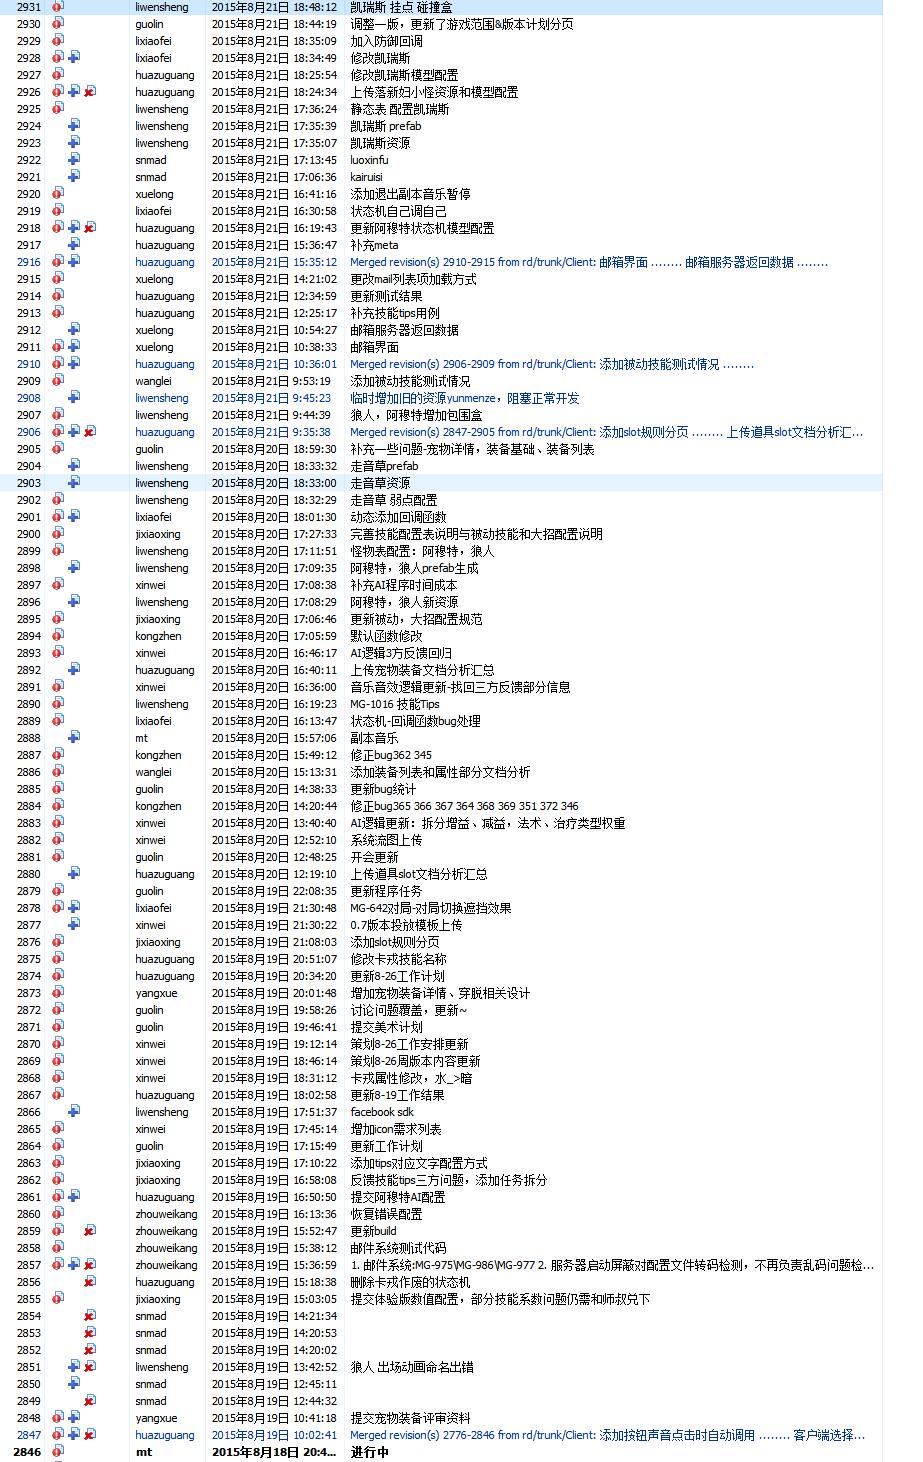 2931 liwensheng 2015年8月21日 18:48:12 凯瑞斯 挂点 碰撞盒
2930 guolin 2015年8月21日 18:44:19 调整一版，更新了游戏范围&版本计划分页
2929 lixiaofei 2015年8月21日 18:35:09 加入防御回调
2928 lixiaofei 2015年8月21日 18:34:49 修改凯瑞斯
2927 huazuguang 2015年8月21日 18:25:54 修改凯瑞斯模型配置
2926 huazuguang 2015年8月21日 18:24:34 上传落新妇小怪资源和模型配置
2925 liwensheng 2015年8月21日 17:36:24 静态表 配置凯瑞斯
2924 liwensheng 2015年8月21日 17:35:39 凯瑞斯 prefab
2923 liwensheng 2015年8月21日 17:35:07 凯瑞斯资源
2922 snmad 2015年8月21日 17:13:45 luoxinfu
2921 snmad 2015年8月21日 17:06:36 kairuisi
2920 xuelong 2015年8月21日 16:41:16 添加退出副本音乐暂停
2919 lixiaofei 2015年8月21日 16:30:58 状态机自己调自己
2918 huazuguang 2015年8月21日 16:19:43 更新阿穆特状态机模型配置
2917 huazuguang 2015年8月21日 15:36:47 补充meta
2916 huazuguang 2015年8月21日 15:35:12 Merged revision(s) 2910-2915 from rd/trunk/Client: 邮箱界面 ........ 邮箱服务器返回数据 ........
2915 xuelong 2015年8月21日 14:21:02 更改mail列表项加载方式
2914 huazuguang 2015年8月21日 12:34:59 更新测试结果
2913 huazuguang 2015年8月21日 12:25:17 补充技能tips用例
2912 xuelong 2015年8月21日 10:54:27 邮箱服务器返回数据
2911 xuelong 2015年8月21日 10:38:33 邮箱界面
2910 huazuguang 2015年8月21日 10:36:01 Merged revision(s) 2906-2909 from rd/trunk/Client: 添加被动技能测试情况 ........
2909 wanglei 2015年8月21日 9:53:19 添加被动技能测试情况
2908 liwensheng 2015年8月21日 9:45:23 临时增加旧的资源yunmenze，阻塞正常开发
2907 liwensheng 2015年8月21日 9:44:39 狼人，阿穆特增加包围盒
2906 huazuguang 2015年8月21日 9:35:38 Merged revision(s) 2847-2905 from rd/trunk/Client: 添加slot规则分页 ........ 上传道具slot文档分析汇...
2905 guolin 2015年8月20日 18:59:30 补充一些问题-宠物详情，装备基础、装备列表
2904 liwensheng 2015年8月20日 18:33:32 走音草prefab
2903 liwensheng 2015年8月20日 18:33:00 走音草资源
2902 liwensheng 2015年8月20日 18:32:29 走音草 弱点配置
2901 lixiaofei 2015年8月20日 18:01:30 动态添加回调函数
2900 jixiaoxing 2015年8月20日 17:27:33 完善技能配置表说明与被动技能和大招配置说明
2899 liwensheng 2015年8月20日 17:11:51 怪物表配置：阿穆特，狼人
2898 liwensheng 2015年8月20日 17:09:35 阿穆特，狼人prefab生成
2897 xinwei 2015年8月20日 17:08:38 补充AI程序时间成本
2896 liwensheng 2015年8月20日 17:08:29 阿穆特，狼人新资源
2895 jixiaoxing 2015年8月20日 17:06:46 更新被动，大招配置规范
2894 kongzhen 2015年8月20日 17:05:59 默认函数修改
2893 xinwei 2015年8月20日 16:46:17 AI逻辑3方反馈回归
2892 huazuguang 2015年8月20日 16:40:11 上传宠物装备文档分析汇总
2891 xinwei 2015年8月20日 16:36:00 音乐音效逻辑更新-找回三方反馈部分信息
2890 liwensheng 2015年8月20日 16:19:23 MG-1016 技能Tips
2889 lixiaofei 2015年8月20日 16:13:47 状态机-回调函数bug处理
2888 mt 2015年8月20日 15:57:06 副本音乐
2887 kongzhen 2015年8月20日 15:49:12 修正bug362 345
2886 wanglei 2015年8月20日 15:13:31 添加装备列表和属性部分文档分析
2885 guolin 2015年8月20日 14:38:33 更新bug统计
2884 kongzhen 2015年8月20日 14:20:44 修正bug365 366 367 364 368 369 351 372 346
2883 xinwei 2015年8月20日 13:40:40 AI逻辑更新：拆分增益、减益，法术、治疗类型权重
2882 xinwei 2015年8月20日 12:52:10 系统流图上传
2881 guolin 2015年8月20日 12:48:25 开会更新
2880 huazuguang 2015年8月20日 12:19:10 上传道具slot文档分析汇总
2879 guolin 2015年8月19日 22:08:35 更新程序任务
2878 lixiaofei 2015年8月19日 21:30:48 MG-642对局-对局切换遮挡效果
2877 xinwei 2015年8月19日 21:30:22 0.7版本投放模板上传
2876 jixiaoxing 2015年8月19日 21:08:03 添加slot规则分页
2875 huazuguang 2015年8月19日 20:51:07 修改卡戎技能名称
2874 huazuguang 2015年8月19日 20:34:20 更新8-26工作计划
2873 yangxue 2015年8月19日 20:01:48 增加宠物装备详情、穿脱相关设计
2872 guolin 2015年8月19日 19:58:26 讨论问题覆盖，更新~
2871 guolin 2015年8月19日 19:46:41 提交美术计划
2870 xinwei 2015年8月19日 19:12:14 策划8-26工作安排更新
2869 xinwei 2015年8月19日 18:46:14 策划8-26周版本内容更新
2868 xinwei 2015年8月19日 18:31:12 卡戎属性修改，水_>暗
2867 huazuguang 2015年8月19日 18:02:58 更新8-19工作结果
2866 liwensheng 2015年8月19日 17:51:37 facebook sdk
2865 xinwei 2015年8月19日 17:45:14 增加icon需求列表
2864 guolin 2015年8月19日 17:15:49 更新工作计划
2863 jixiaoxing 2015年8月19日 17:10:22 添加tips对应文字配置方式
2862 jixiaoxing 2015年8月19日 16:58:08 反馈技能tips三方问题，添加任务拆分
2861 huazuguang 2015年8月19日 16:50:50 提交阿穆特AI配置
2860 zhouweikang 2015年8月19日 16:13:36 恢复错误配置
2859 zhouweikang 2015年8月19日 15:52:47 更新build
2858 zhouweikang 2015年8月19日 15:38:12 邮件系统测试代码
2857 zhouweikang 2015年8月19日 15:36:59 1. 邮件系统:MG-975\MG-986\MG-977 2. 服务器启动屏蔽对配置文件转码检测，不再负责乱码问题检...
2856 huazuguang 2015年8月19日 15:18:38 删除卡戎作废的状态机
2855 jixiaoxing 2015年8月19日 15:03:05 提交体验版数值配置，部分技能系数问题仍需和师叔兑下
2854 snmad 2015年8月19日 14:21:34
2853 snmad 2015年8月19日 14:20:53
2852 snmad 2015年8月19日 14:20:02
2851 liwensheng 2015年8月19日 13:42:52 狼人 出场动画命名出错
2850 snmad 2015年8月19日 12:45:11
2849 snmad 2015年8月19日 12:44:32
2848 yangxue 2015年8月19日 10:41:18 提交宠物装备评审资料
2847 huazuguang 2015年8月19日 10:02:41 Merged revision(s) 2776-2846 from rd/trunk/Client: 添加按钮声音点击时自动调用 ........ 客户端选择...
2846 mt 2015年8月18日 20:4... 进行中